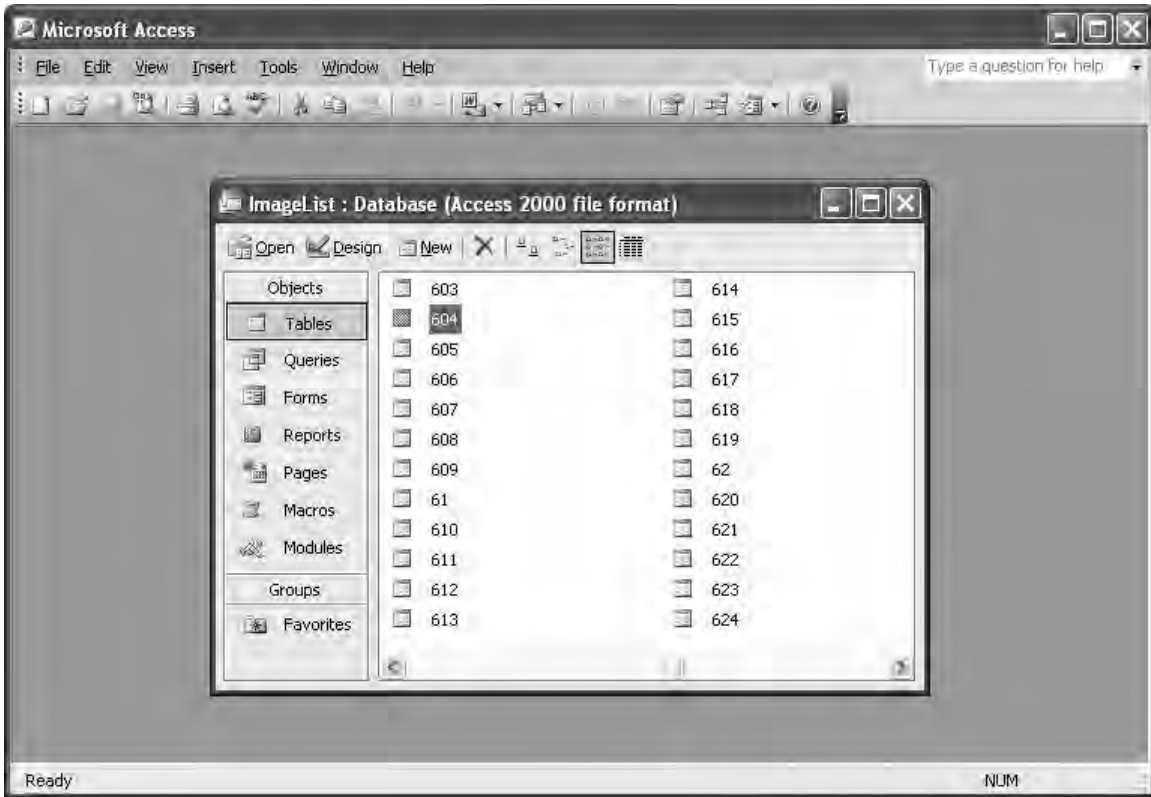 Microsoft Access
File Edit View Insert Tools Window Help Type a question for help
ImageList : Database (Access 2000 file format)
Open Design New
Objects
Tables
Queries
Forms
Reports
Pages
Macros
Modules
Groups
Favorites
603
604
605
606
607
608
609
61
610
611
612
613
614
615
616
617
618
619
62
620
621
622
623
624
Ready NUM